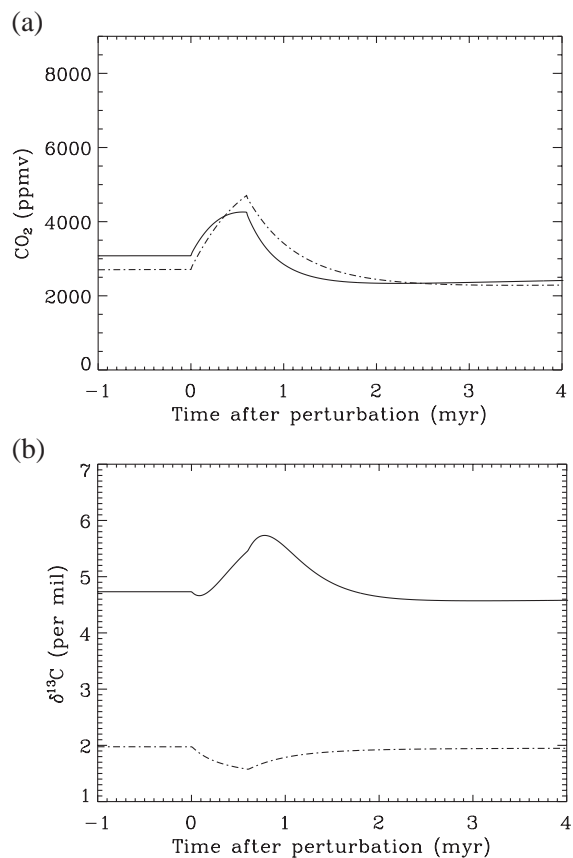 (a)
8000
6000
4000
2000
0
CO₂ (ppmv)
−1 0 1 2 3 4
Time after perturbation (myr)
(b)
7
6
5
4
3
2
1
δ¹³C (per mil)
−1 0 1 2 3 4
Time after perturbation (myr)